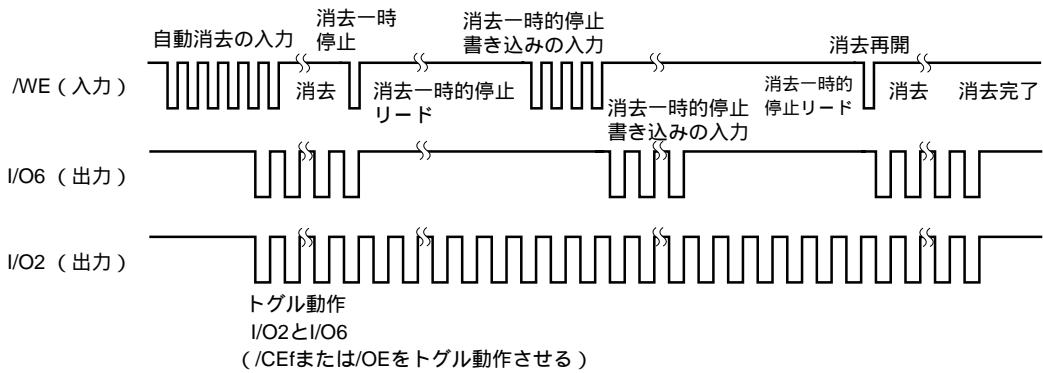 消去一時
停止
自動消去の入力
消去一時的停止
書き込みの入力
消去再開
/WE（入力）
消去
消去一時的停止
リード
消去一時的停止
書き込みの入力
消去一時的
停止リード
消去
消去完了
I/O6 （出力）
I/O2 （出力）
トグル動作
I/O2とI/O6
（/CEfまたは/OEをトグル動作させる）